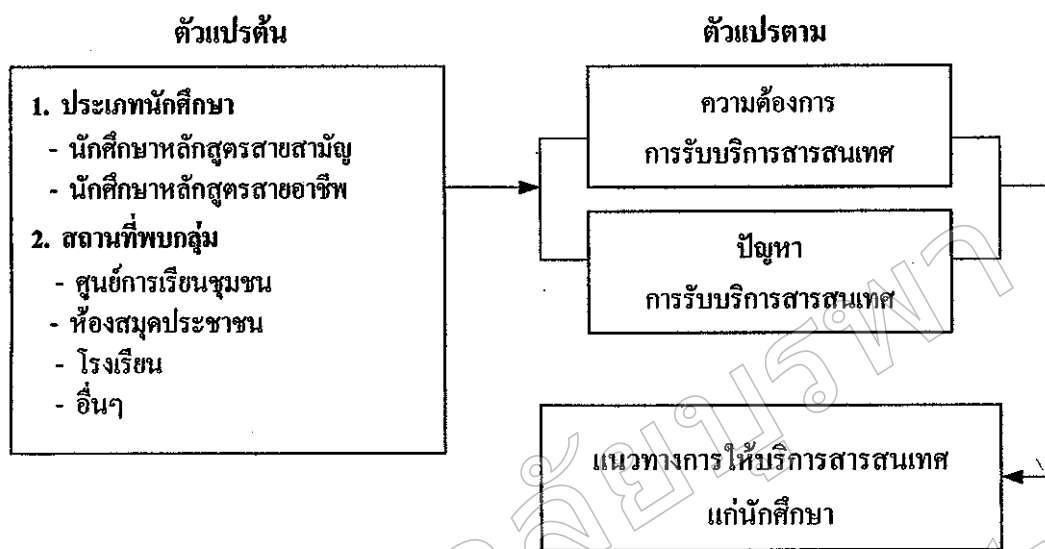 ตัวแปรต้น
1. ประเภทนักศึกษา
- นักศึกษาหลักสูตรสายสามัญ
- นักศึกษาหลักสูตรสายอาชีพ
2. สถานที่พบกลุ่ม
- ศูนย์การเรียนชุมชน
- ห้องสมุดประชาชน
- โรงเรียน
- อื่นๆ
ตัวแปรตาม
ความต้องการ
การรับบริการสารสนเทศ
ปัญหา
การรับบริการสารสนเทศ
แนวทางการให้บริการสารสนเทศ
แก่นักศึกษา
ลัยบูรพา